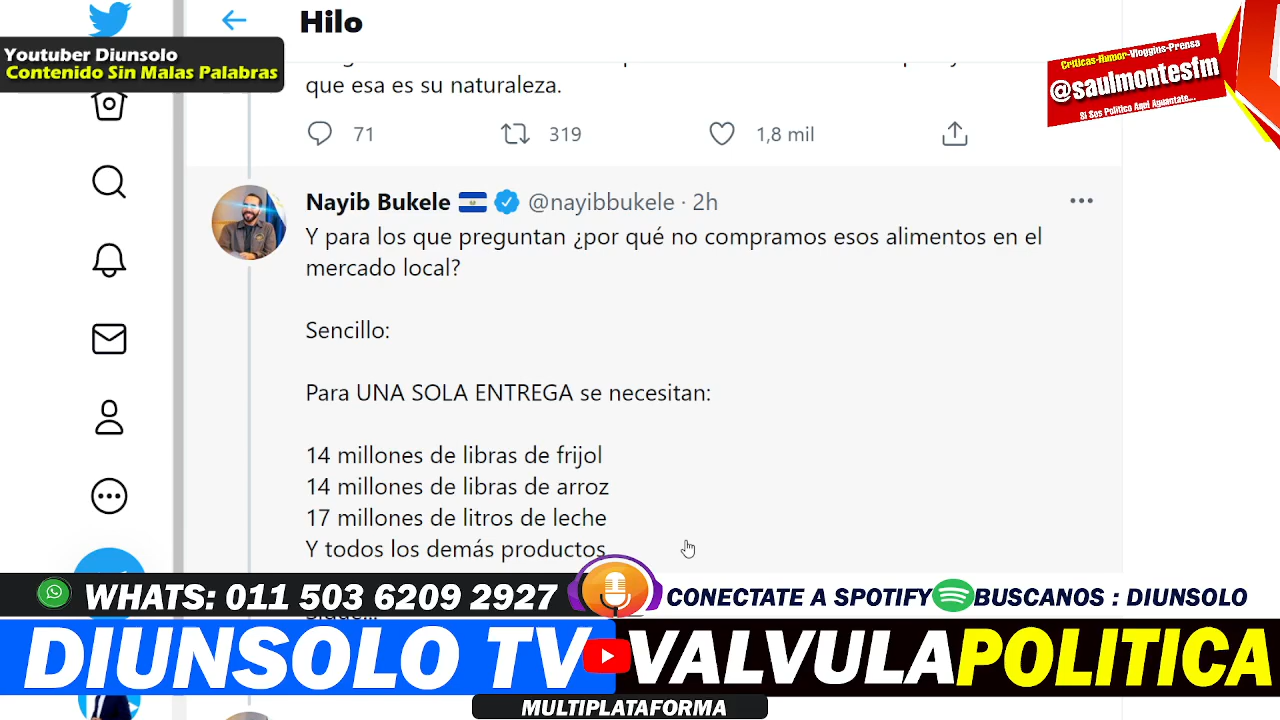 Hilo
Youtuber Diunsolo
Contenido Sin Malas Palabras
Críticas-Humor-Vloggins-Prensa
@saulmontesfm
Si Sos Político Aquí Aguantate...
que esa es su naturaleza.
71 319 1,8 mil
Nayib Bukele @nayibbukele · 2h
Y para los que preguntan ¿por qué no compramos esos alimentos en el
mercado local?
Sencillo:
Para UNA SOLA ENTREGA se necesitan:
14 millones de libras de frijol
14 millones de libras de arroz
17 millones de litros de leche
Y todos los demás productos
WHATS: 011 503 6209 2927
CONECTATE A SPOTIFY BUSCANOS : DIUNSOLO
DIUNSOLO TV VALVULAPOLITICA
MULTIPLATAFORMA